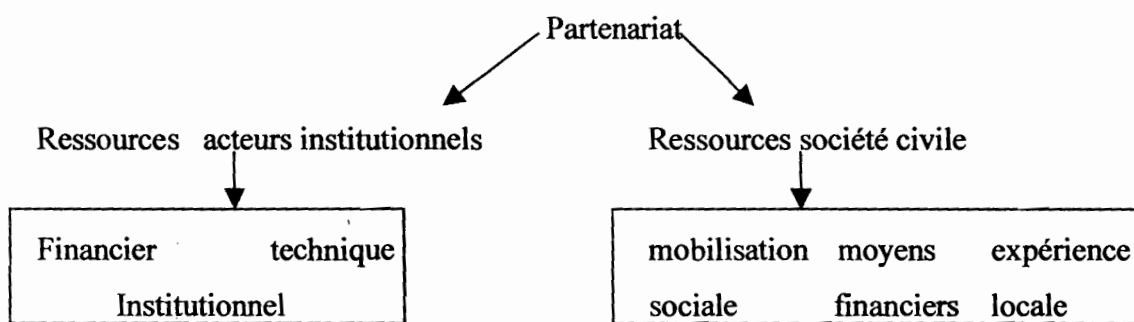 Partenariat
Ressources acteurs institutionnels
Ressources société civile
Financier technique
Institutionnel
mobilisation moyens expérience
sociale financiers locale